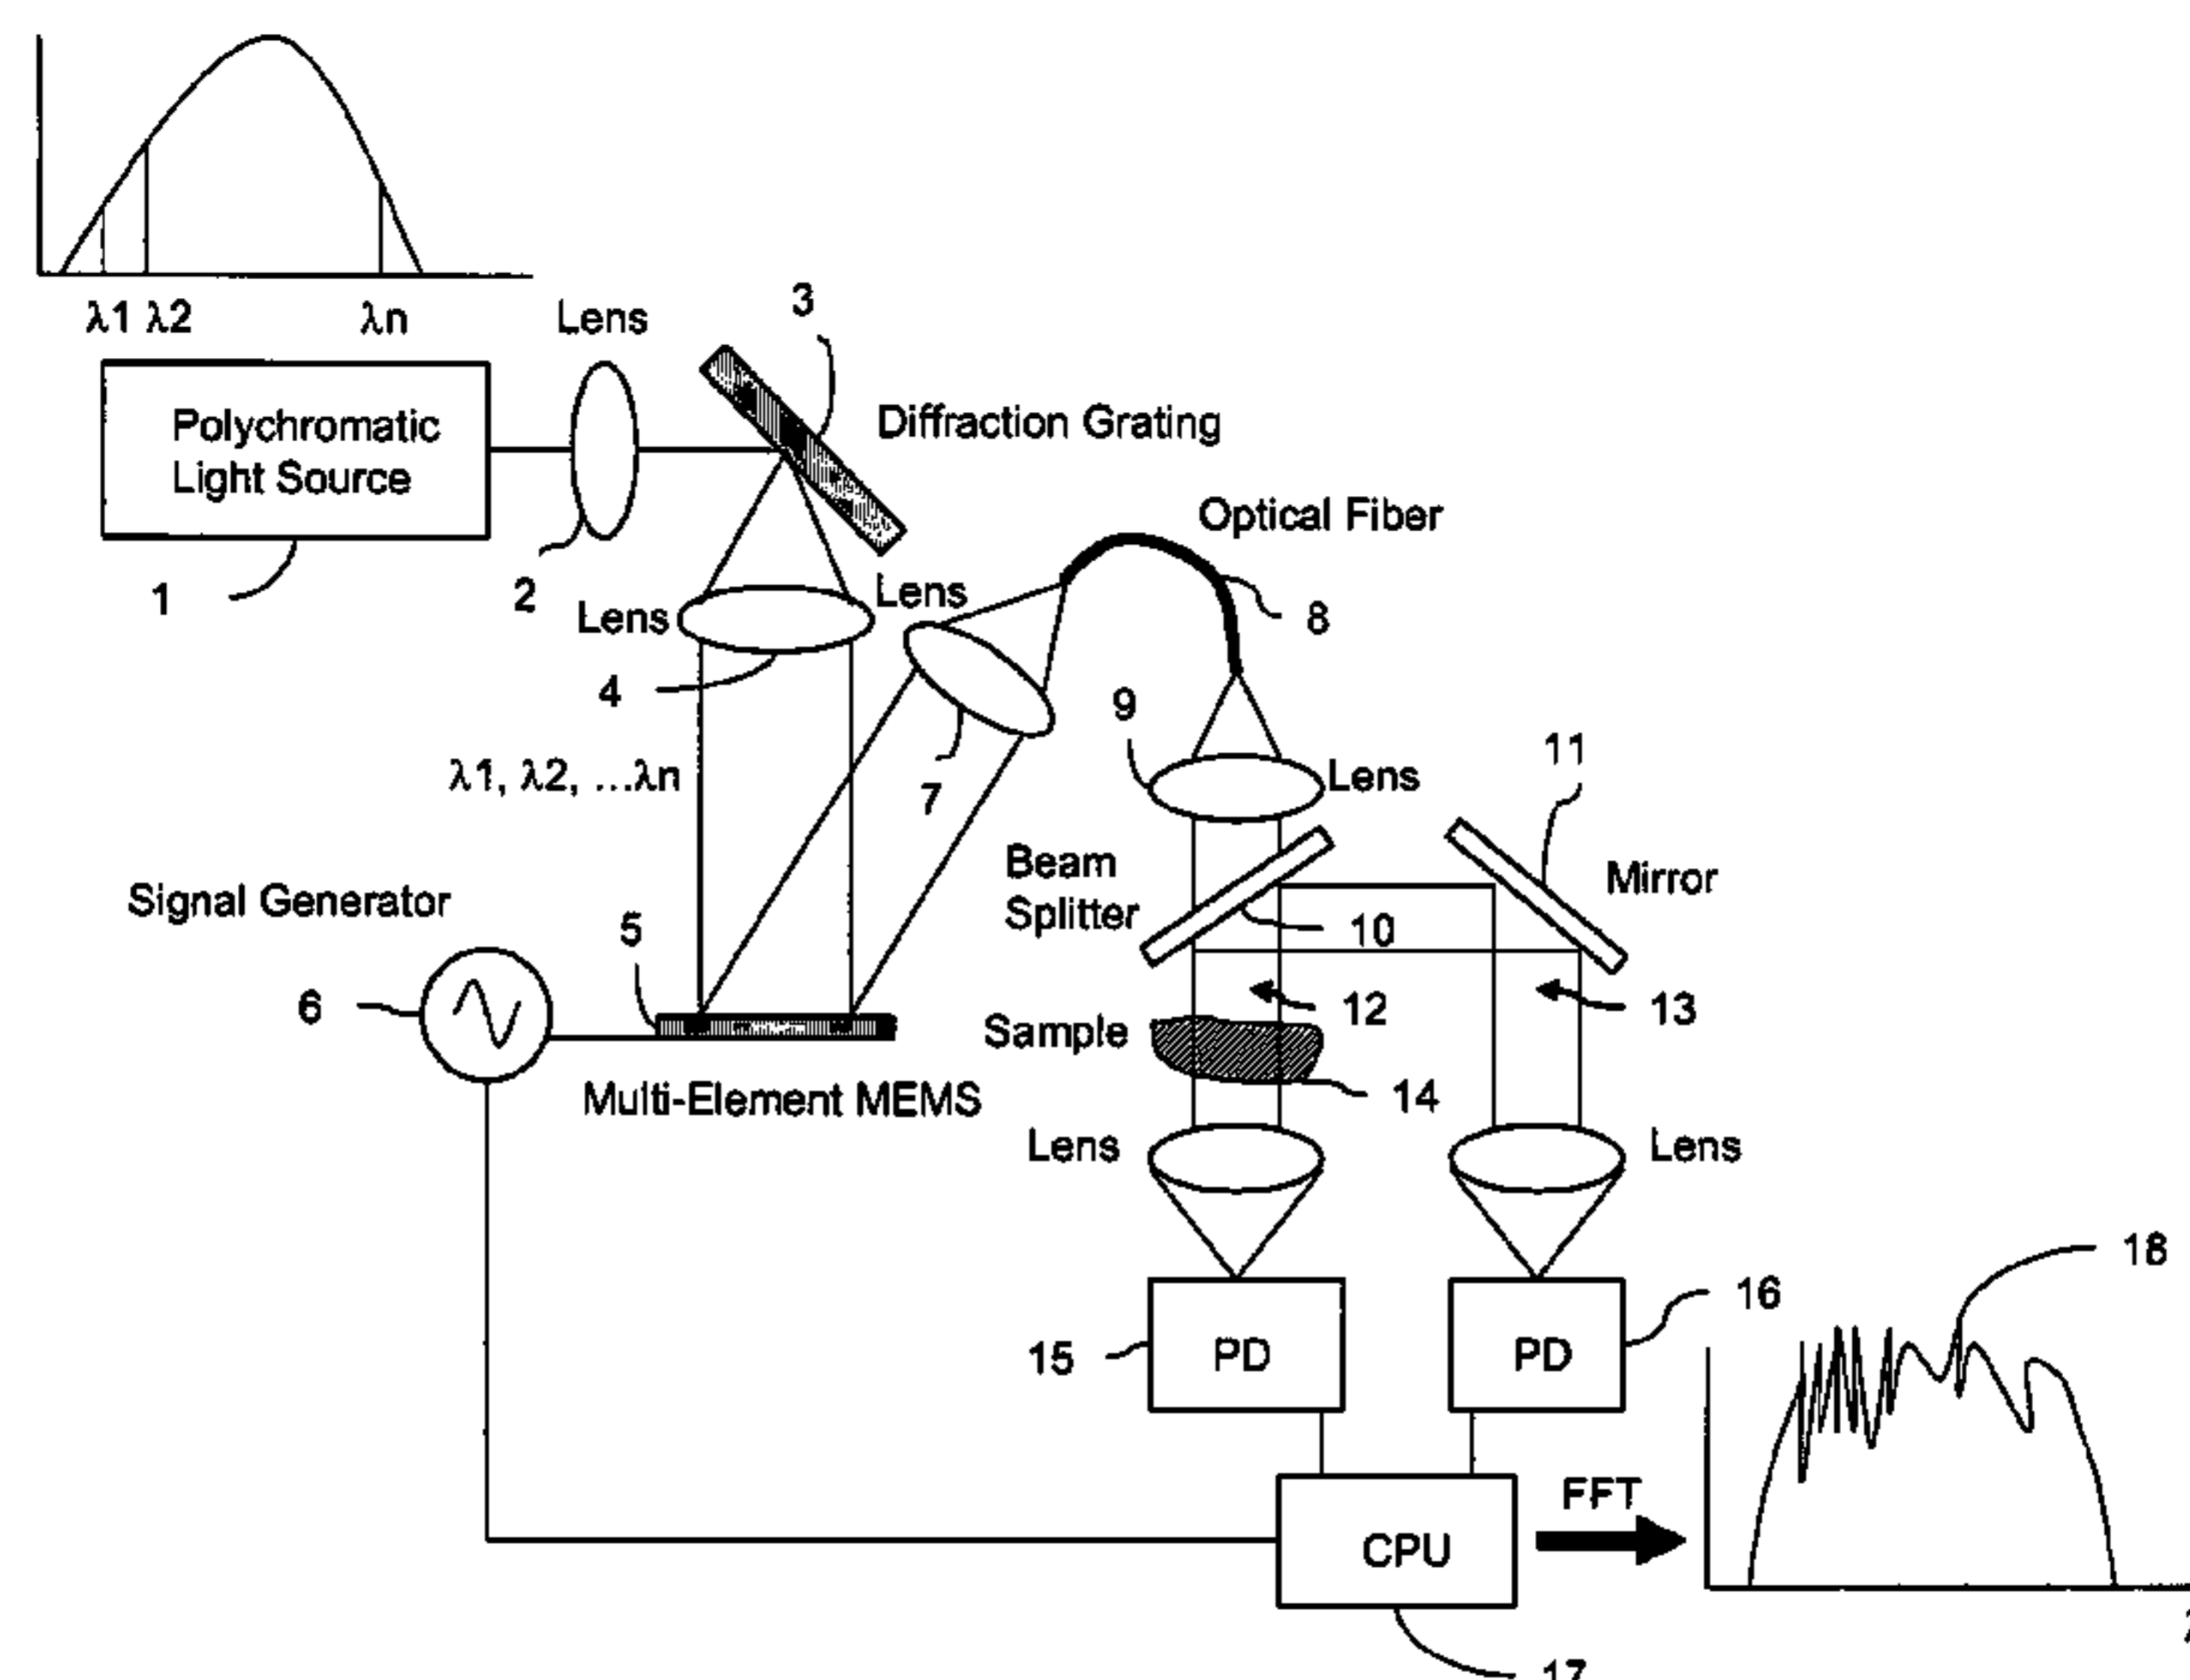 λ1 λ2 λn
Lens
3
Polychromatic
Light Source
Diffraction Grating
1
2
Optical Fiber
Lens
Lens
8
4
9
λ1, λ2, ...λn
7
Lens
11
Beam
Splitter
Mirror
Signal Generator
5
10
6
12
13
Sample
Multi-Element MEMS
14
Lens
Lens
18
16
15
PD
PD
FFT
CPU
17